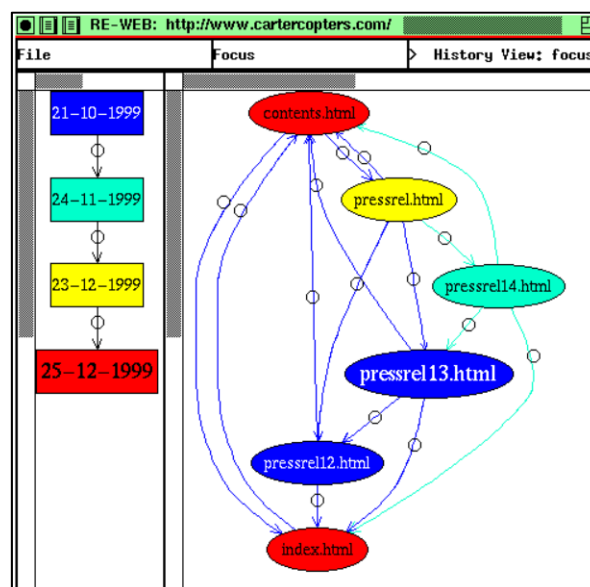 RE-WEB: http://www.cartercopters.com/
File
Focus
History View: focus
21-10-1999
24-11-1999
23-12-1999
25-12-1999
contents.html
pressrel.html
pressrel14.html
pressrel13.html
pressrel12.html
index.html